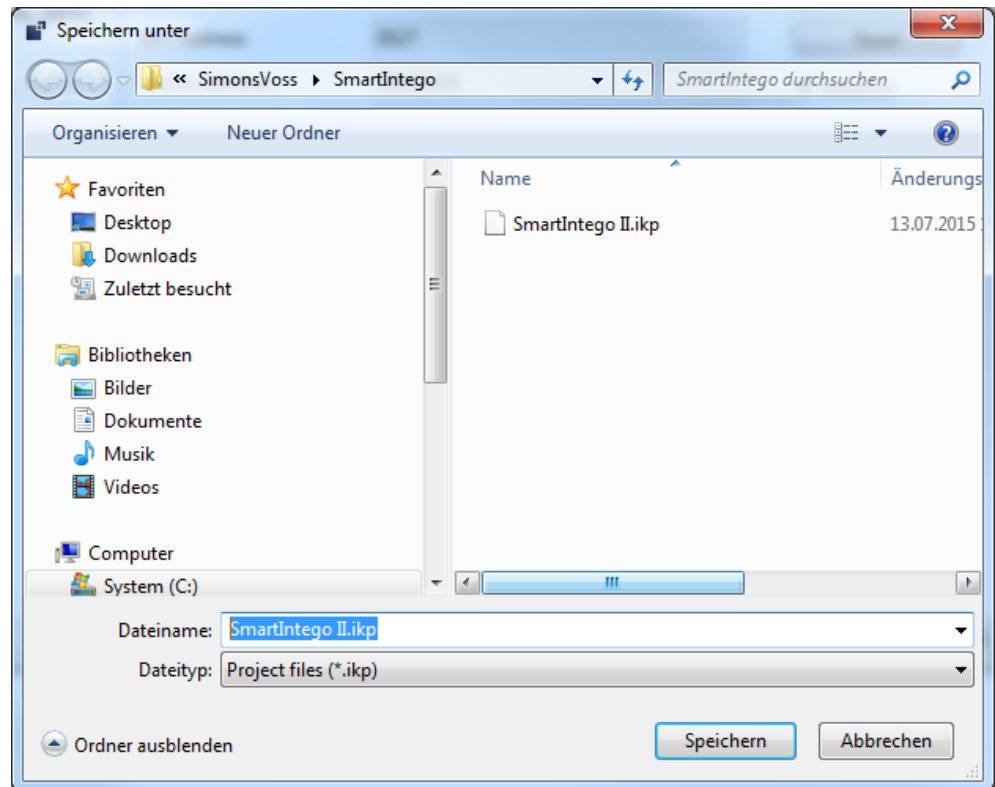 Speichern unter
« SimonsVoss SmartIntego
SmartIntego durchsuchen
Organisieren Neuer Ordner
Name Änderungs
SmartIntego II.ikp 13.07.2015
Favoriten
Desktop
Downloads
Zuletzt besucht
Bibliotheken
Bilder
Dokumente
Musik
Videos
Computer
System (C:)
Dateiname: SmartIntego II.ikp
Dateityp: Project files (*.ikp)
Ordner ausblenden
Speichern Abbrechen